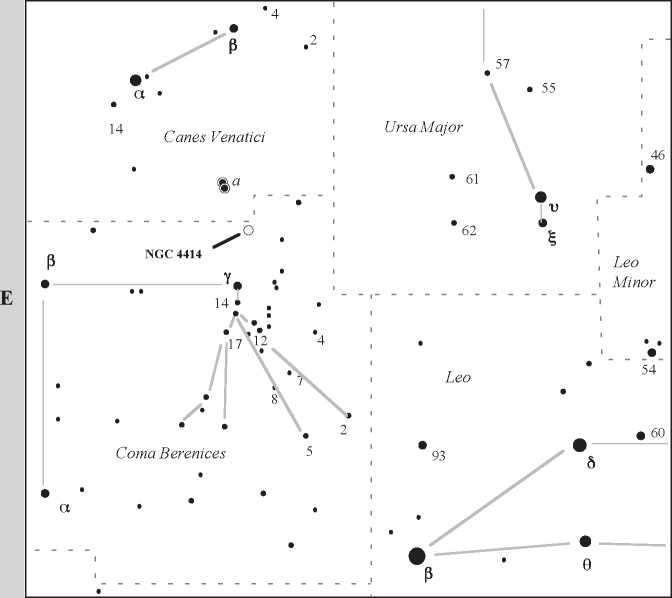 4
β
2
57
55
α
14
Canes Venatici
Ursa Major
46
a
61
υ
62
ξ
NGC 4414
β
γ
Leo
Minor
E
14
17
12
4
54
Leo
7
8
2
60
5
93
δ
Coma Berenices
α
β
θ